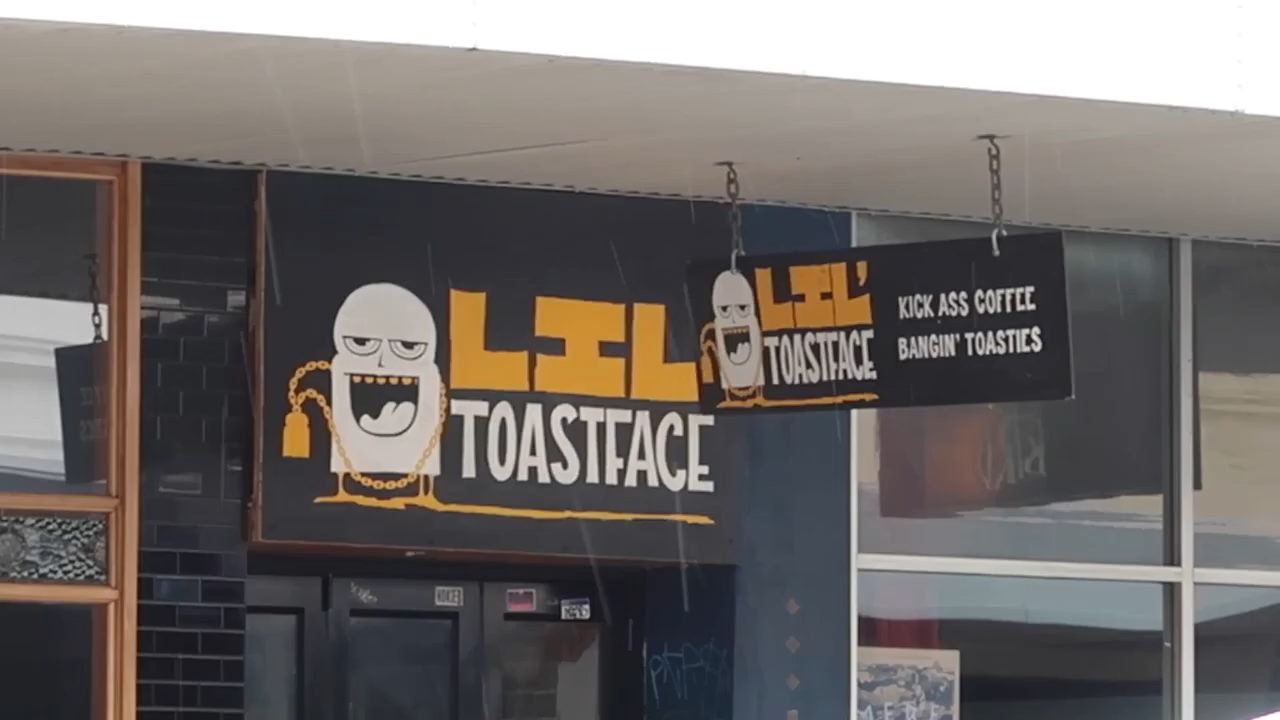 LIL
TOASTFACE
LIL'
TOASTFACE
KICK ASS COFFEE
BANGIN' TOASTIES